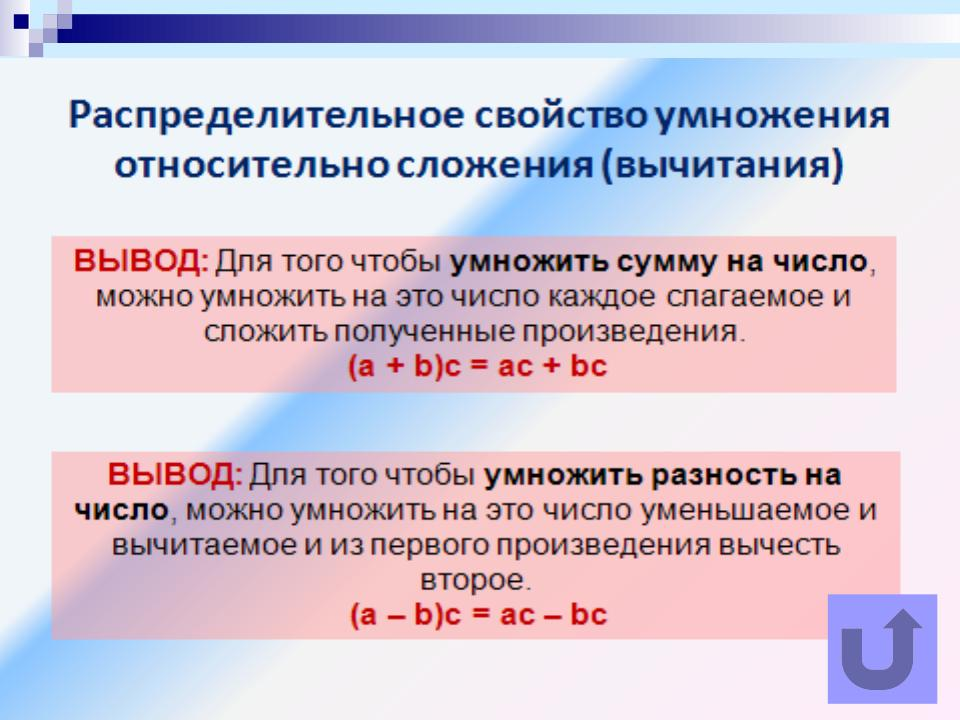 Распределительное свойство умножения
относительно сложения (вычитания)
ВЫВОД: Для того чтобы умножить сумму на число,
можно умножить на это число каждое слагаемое и
сложить полученные произведения.
(a + b)c = ac + bc
ВЫВОД: Для того чтобы умножить разность на
число, можно умножить на это число уменьшаемое и
вычитаемое и из первого произведения вычесть
второе.
(a – b)c = ac – bc